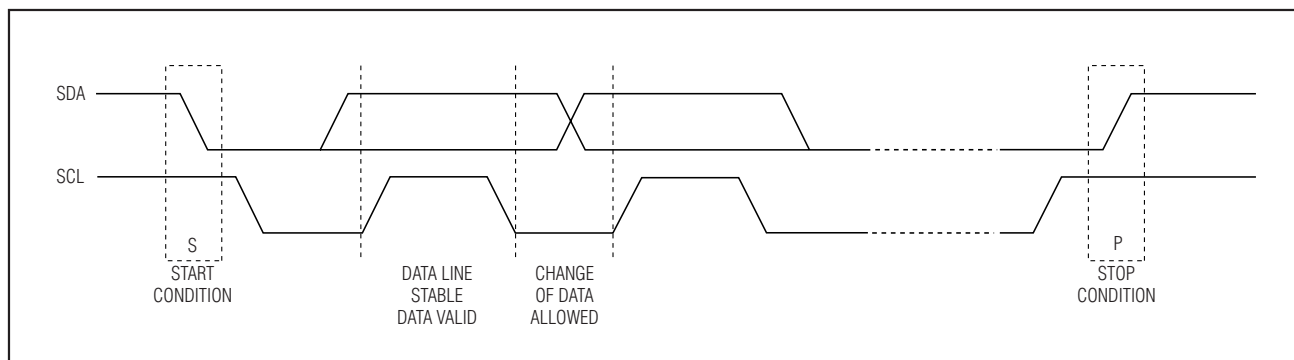 SDA
SCL
S
START
CONDITION
DATA LINE
STABLE
DATA VALID
CHANGE
OF DATA
ALLOWED
P
STOP
CONDITION